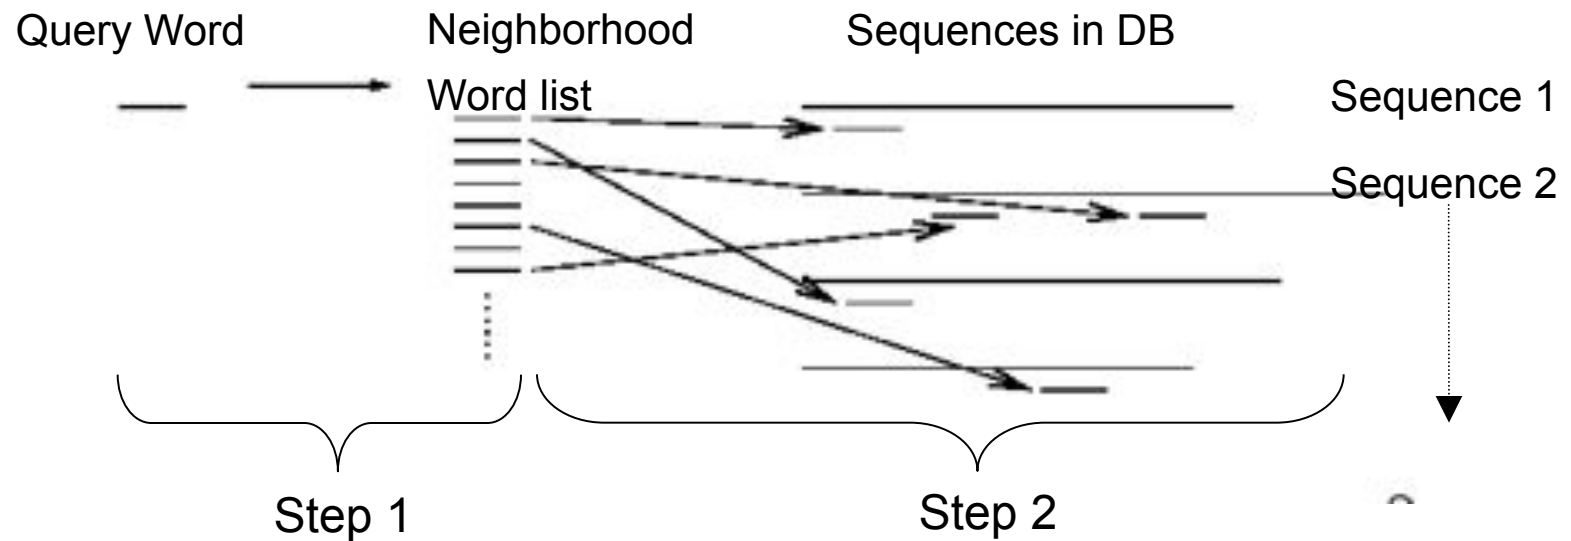 Query Word
Neighborhood
Word list
Sequences in DB
Sequence 1
Sequence 2
Step 1
Step 2